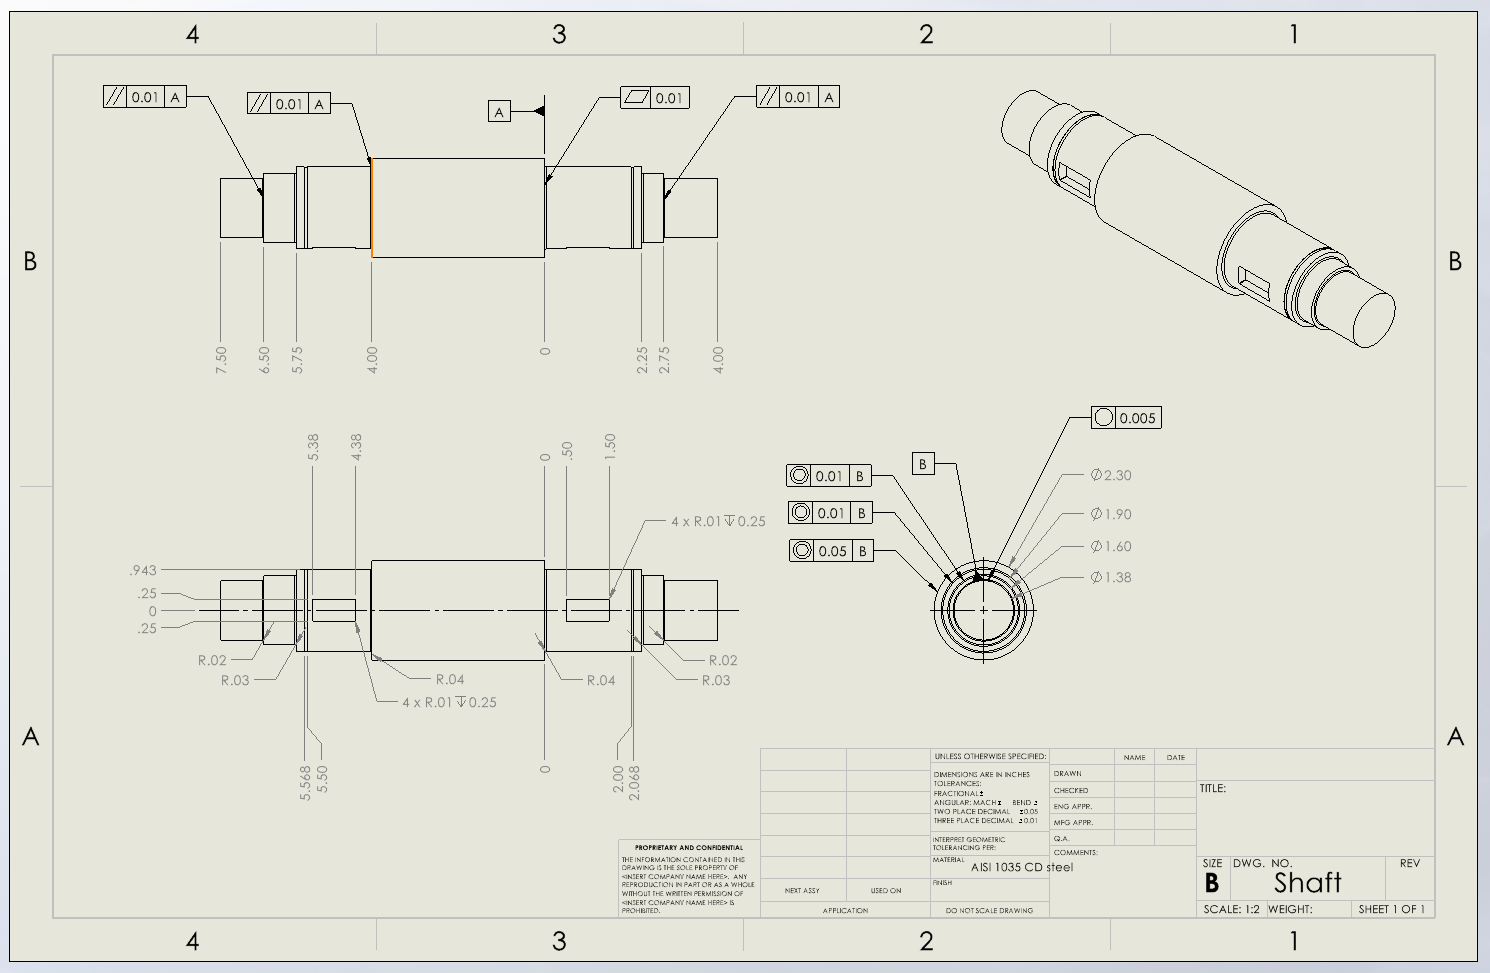 4 3 2 1
// 0.01 A
// 0.01 A
A
0.01
// 0.01 A
B B
7.50 6.50 5.75 4.00 0 2.25 2.75 4.00
5.38 4.38 0 .50 1.50
4 x R.01↧0.25
0.005
B
◎ 0.01 B
◎ 0.01 B
◎ 0.05 B
Ø2.30
Ø1.90
Ø1.60
Ø1.38
.943
.25
0
.25
R.02
R.03
R.04
4 x R.01↧0.25
R.04
R.03
R.02
A A
5.568 5.50 0 2.00 2.068
UNLESS OTHERWISE SPECIFIED:
DIMENSIONS ARE IN INCHES
TOLERANCES:
FRACTIONAL±
ANGULAR: MACH± BEND ±
TWO PLACE DECIMAL ±0.05
THREE PLACE DECIMAL ±0.01
INTERPRET GEOMETRIC
TOLERANCING PER:
MATERIAL
AISI 1035 CD steel
FINISH
DO NOT SCALE DRAWING
NAME DATE
DRAWN
CHECKED
ENG APPR.
MFG APPR.
Q.A.
COMMENTS:
TITLE:
SIZE DWG. NO. REV
B Shaft
SCALE: 1:2 WEIGHT: SHEET 1 OF 1
PROPRIETARY AND CONFIDENTIAL
THE INFORMATION CONTAINED IN THIS
DRAWING IS THE SOLE PROPERTY OF
<INSERT COMPANY NAME HERE>. ANY
REPRODUCTION IN PART OR AS A WHOLE
WITHOUT THE WRITTEN PERMISSION OF
<INSERT COMPANY NAME HERE> IS
PROHIBITED.
NEXT ASSY USED ON
APPLICATION
4 3 2 1